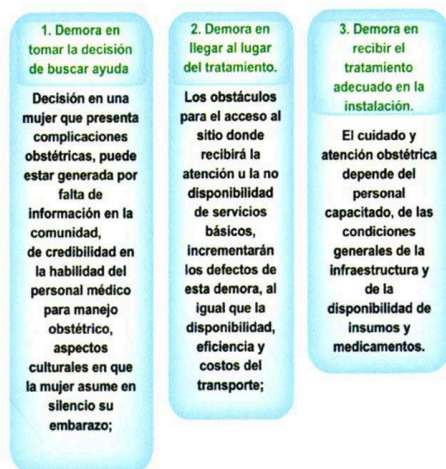 1. Demora en
tomar la decisión
de buscar ayuda
Decisión en una
mujer que presenta
complicaciones
obstétricas, puede
estar generada por
falta de
información en la
comunidad,
de credibilidad en
la habilidad del
personal médico
para manejo
obstétrico,
aspectos
culturales en que
la mujer asume en
silencio su
embarazo;
2. Demora en
llegar al lugar
del tratamiento.
Los obstáculos
para el acceso al
sitio donde
recibirá la
atención u la no
disponibilidad
de servicios
básicos,
incrementarán
los defectos de
esta demora, al
igual que la
disponibilidad,
eficiencia y
costos del
transporte;
3. Demora en
recibir el
tratamiento
adecuado en la
instalación.
El cuidado y
atención obstétrica
depende del
personal
capacitado, de las
condiciones
generales de la
infraestructura y
de la
disponibilidad de
insumos y
medicamentos.